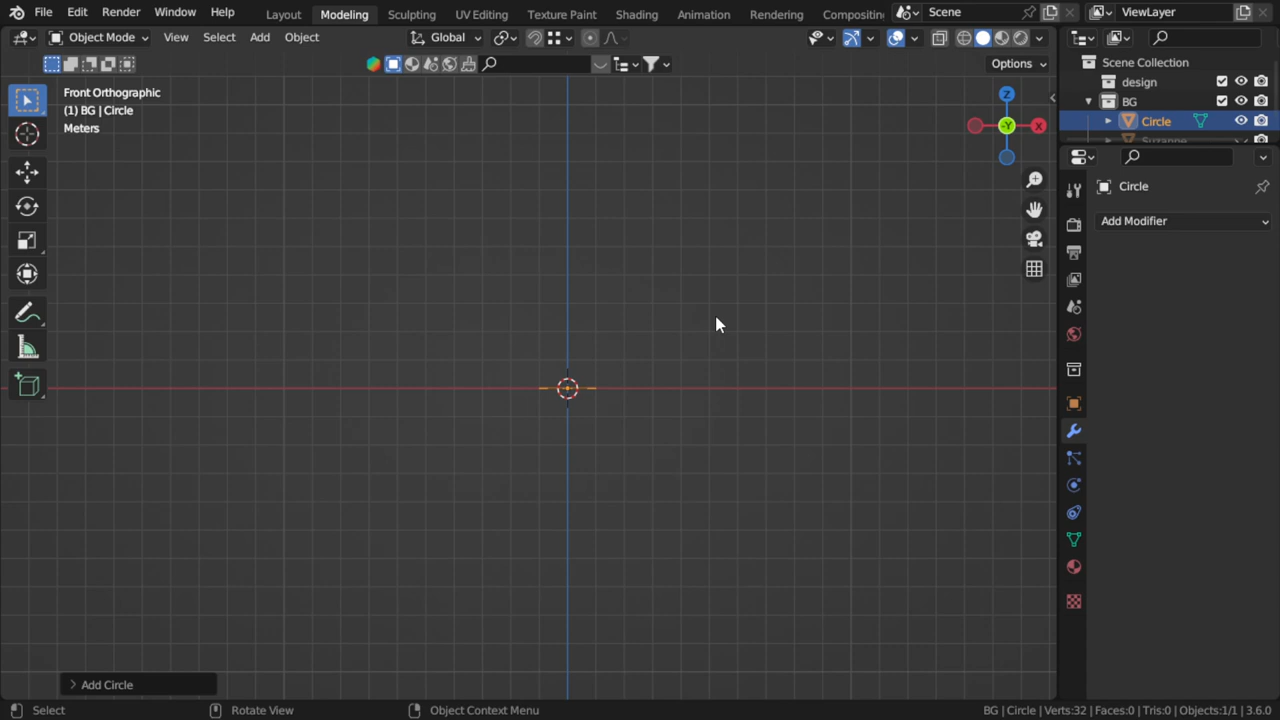 File Edit Render Window Help Layout Modeling Sculpting UV Editing Texture Paint Shading Animation Rendering Compositing Scene ViewLayer
Object Mode View Select Add Object Global
Options
Front Orthographic
(1) BG | Circle
Meters
Z
-Y
X
Scene Collection
design
BG
Circle
Suzanne
Circle
Add Modifier
Add Circle
Select Rotate View Object Context Menu BG | Circle | Verts:32 | Faces:0 | Tris:0 | Objects:1/1 | 3.6.0